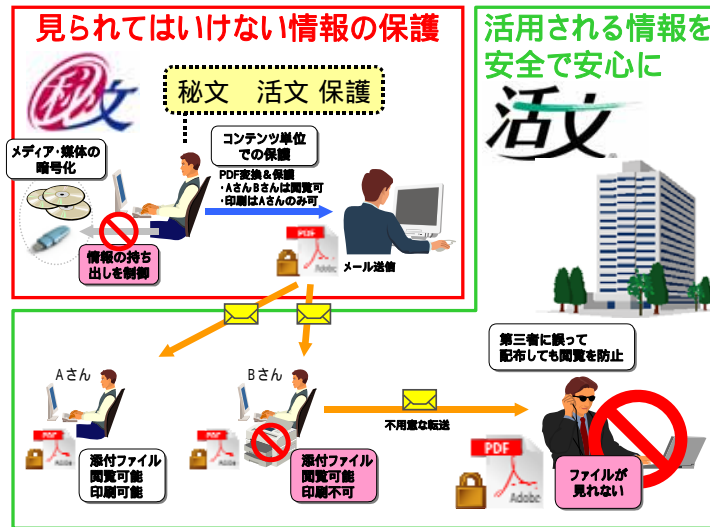 見られてはいけない情報の保護
活用される情報を
安全で安心に
秘文
秘文　活文 保護
活文
メディア・媒体の
暗号化
コンテンツ単位
での保護
PDF変換＆保護
・AさんBさんは閲覧可
・印刷はAさんのみ可
情報の持ち
出しを制御
PDF
Adobe
メール送信
第三者に誤って
配布しても閲覧を防止
Aさん
Bさん
不用意な転送
PDF
Adobe
添付ファイル
閲覧可能
印刷可能
PDF
Adobe
添付ファイル
閲覧可能
印刷不可
PDF
Adobe
ファイルが
見れない